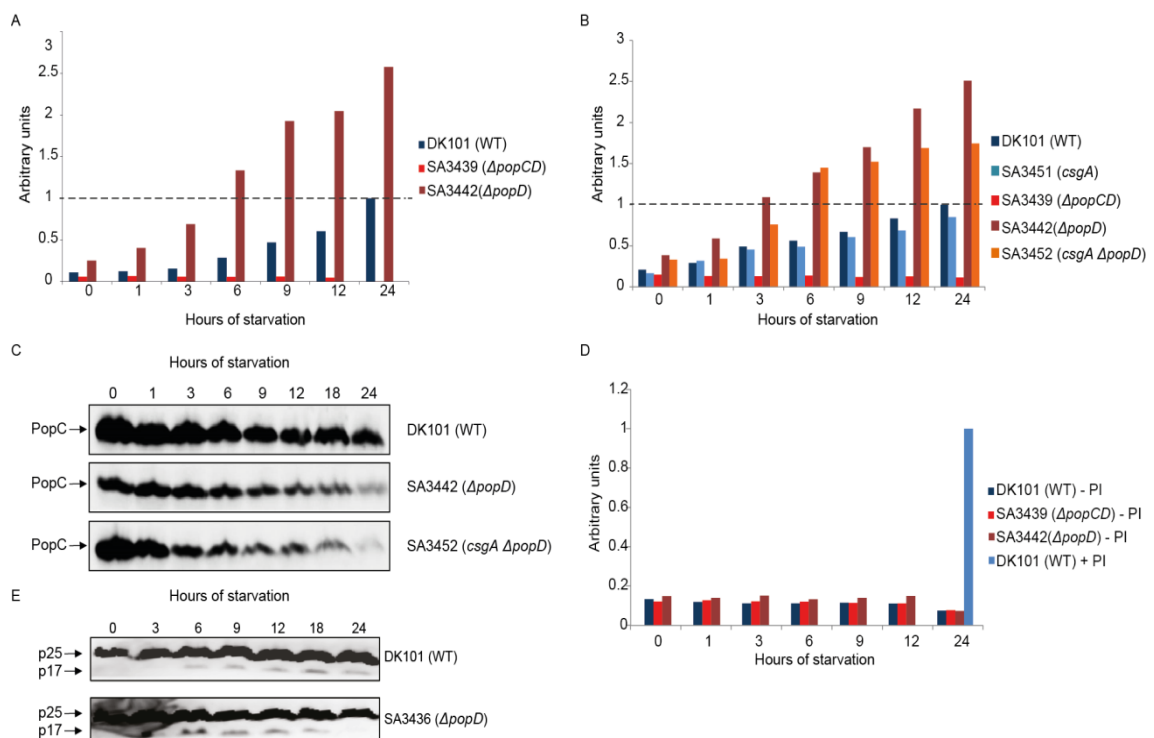 A
3
2.5
2
1.5
1
0.5
0
Arbitrary units
0 1 3 6 9 12 24
Hours of starvation
DK101 (WT)
SA3439 (ΔpopCD)
SA3442(ΔpopD)
B
3
2.5
2
1.5
1
0.5
0
Arbitrary units
0 1 3 6 9 12 24
Hours of starvation
DK101 (WT)
SA3451 (csgA)
SA3439 (ΔpopCD)
SA3442(ΔpopD)
SA3452 (csgA ΔpopD)
C
Hours of starvation
0 1 3 6 9 12 18 24
PopC → DK101 (WT)
PopC → SA3442 (ΔpopD)
PopC → SA3452 (csgA ΔpopD)
D
1.2
1
0.8
0.6
0.4
0.2
0
Arbitrary units
0 1 3 6 9 12 24
Hours of starvation
DK101 (WT) - PI
SA3439 (ΔpopCD) - PI
SA3442(ΔpopD) - PI
DK101 (WT) + PI
E
Hours of starvation
0 3 6 9 12 18 24
p25 →
p17 →
DK101 (WT)
p25 →
p17 →
SA3436 (ΔpopD)